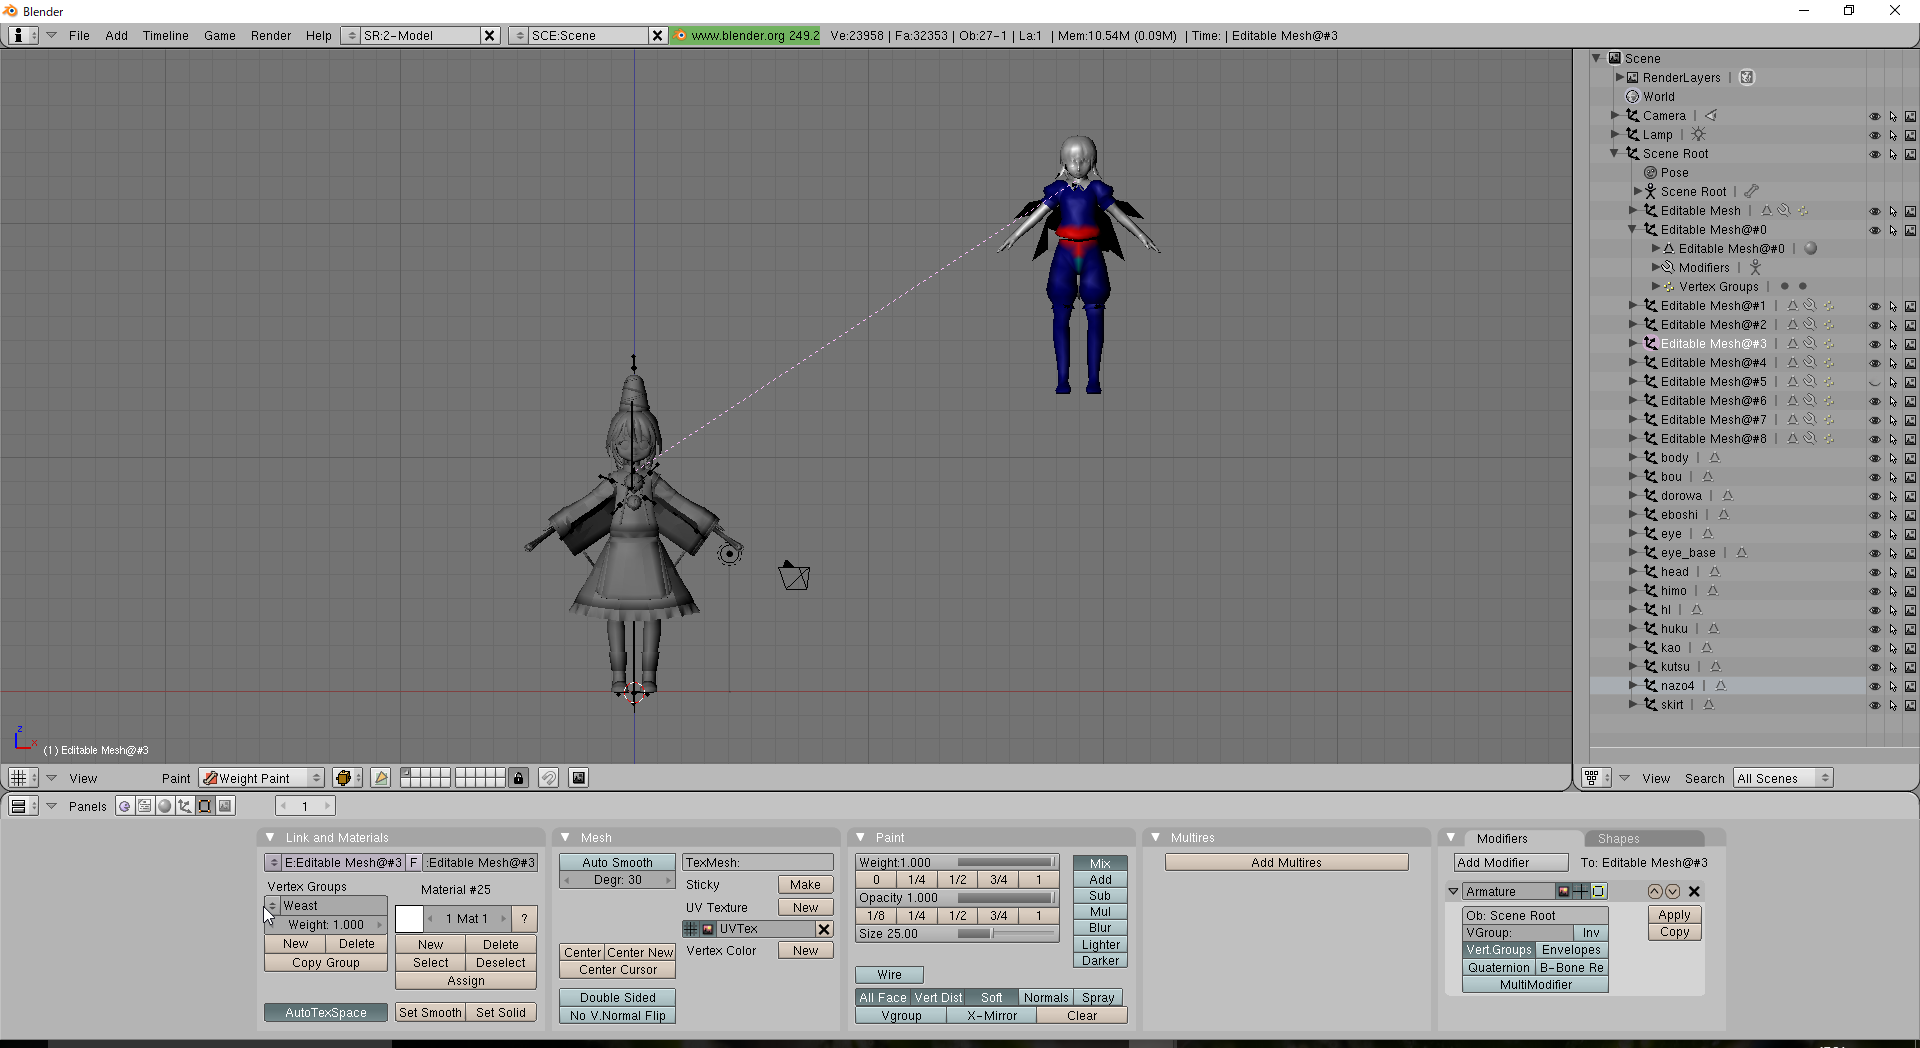 Blender
File Add Timeline Game Render Help SR:2-Model SCE:Scene www.blender.org 249.2 Ve:23958 | Fa:32353 | Ob:27-1 | La:1 | Mem:10.54M (0.09M) | Time: | Editable Mesh@#3
Scene
RenderLayers
World
Camera
Lamp
Scene Root
Pose
Scene Root
Editable Mesh
Editable Mesh@#0
Editable Mesh@#0
Modifiers
Vertex Groups
Editable Mesh@#1
Editable Mesh@#2
Editable Mesh@#3
Editable Mesh@#4
Editable Mesh@#5
Editable Mesh@#6
Editable Mesh@#7
Editable Mesh@#8
body
bou
dorowa
eboshi
eye
eye_base
head
himo
hl
huku
kao
kutsu
nazo4
skirt
z
x
(1) Editable Mesh@#3
View Paint Weight Paint
View Search All Scenes
Panels 1
Link and Materials
E:Editable Mesh@#3 F :Editable Mesh@#3
Vertex Groups
Weast
Weight: 1.000
New Delete
Copy Group
AutoTexSpace
Material #25
1 Mat 1 ?
New Delete
Select Deselect
Assign
Set Smooth Set Solid
Mesh
Auto Smooth
Degr: 30
Center Center New
Center Cursor
Double Sided
No V.Normal Flip
TexMesh:
Sticky Make
UV Texture New
UVTex
Vertex Color New
Paint
Weight:1.000
0 1/4 1/2 3/4 1
Opacity 1.000
1/8 1/4 1/2 3/4 1
Size 25.00
Wire
Mix
Add
Sub
Mul
Blur
Lighter
Darker
All Face Vert Dist Soft Normals Spray
Vgroup X-Mirror Clear
Multires
Add Multires
Modifiers Shapes
Add Modifier To: Editable Mesh@#3
Armature
Ob: Scene Root
VGroup: Inv
Vert.Groups Envelopes
Quaternion B-Bone Re
MultiModifier
Apply
Copy